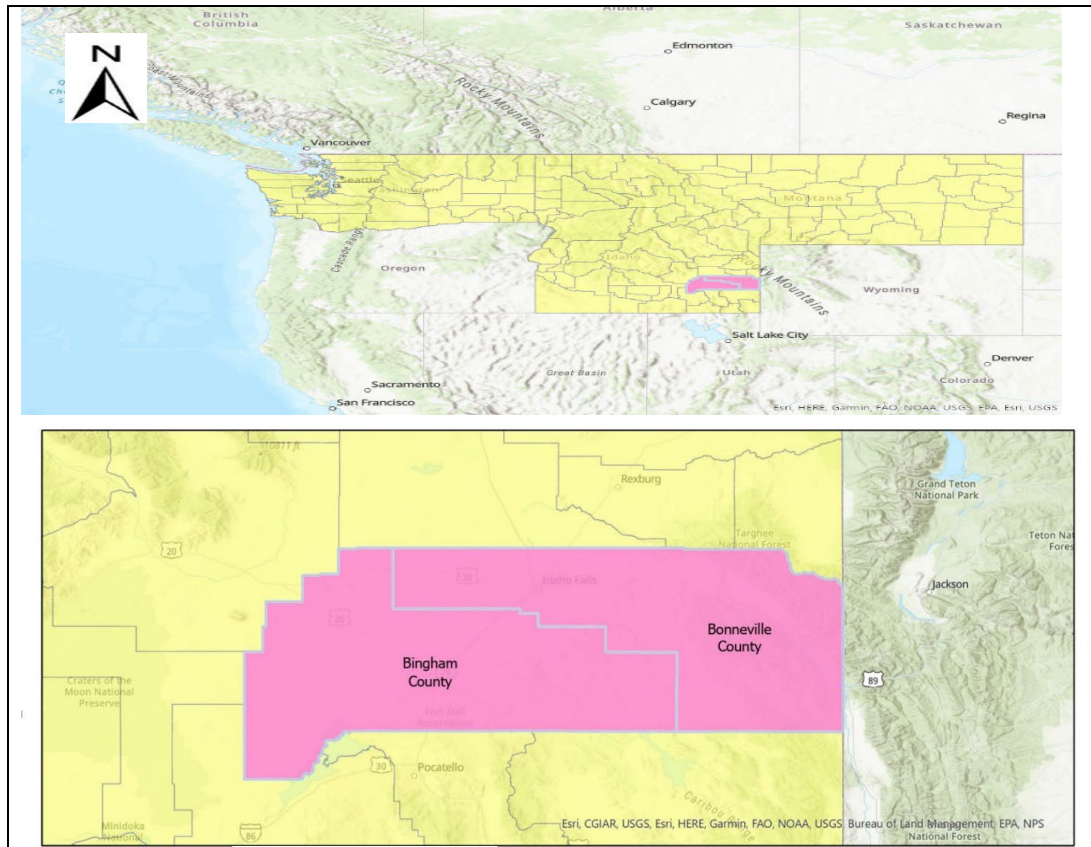 British
Columbia
Alberta
Saskatchewan
N
Edmonton
Rocky Mountains
Calgary
Regina
Vancouver
Seattle
Washington
Montana
Cascade Range
Oregon
Idaho
Rocky Mountains
Wyoming
Salt Lake City
Great Basin
Utah
Denver
Colorado
Sacramento
San Francisco
Esri, HERE, Garmin, FAO, NOAA, USGS, EPA, Esri, USGS
10811 ft
Rexburg
Grand Teton
National Park
20
Targhee
National Forest
Idaho Falls
Jackson
Bonneville
County
Bingham
County
Craters of the
Moon National
Preserve
89
Fort Hall
Reservation
30
Pocatello
Caribou Range
Minidoka
National
86
Esri, CGIAR, USGS, Esri, HERE, Garmin, FAO, NOAA, USGS, Bureau of Land Management, EPA, NPS
National Forest